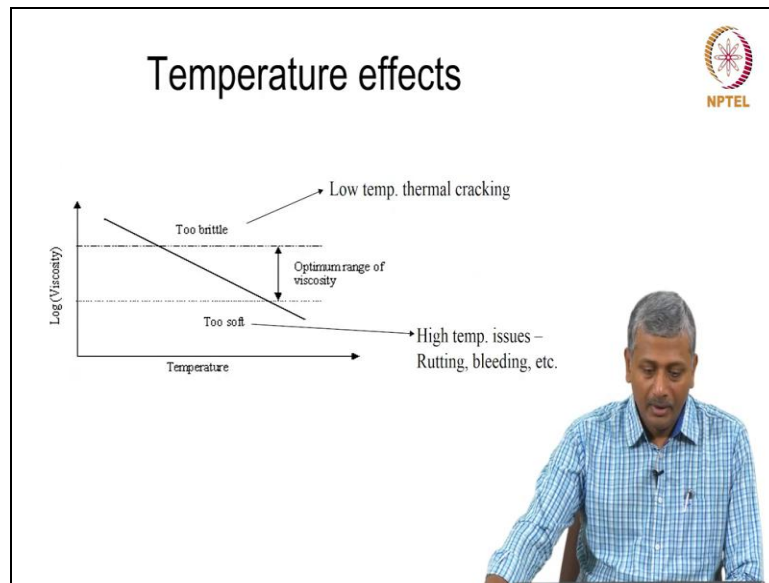 Temperature effects
NPTEL
Low temp. thermal cracking
Too brittle
Optimum range of
viscosity
Log (Viscosity)
Too soft
High temp. issues –
Rutting, bleeding, etc.
Temperature